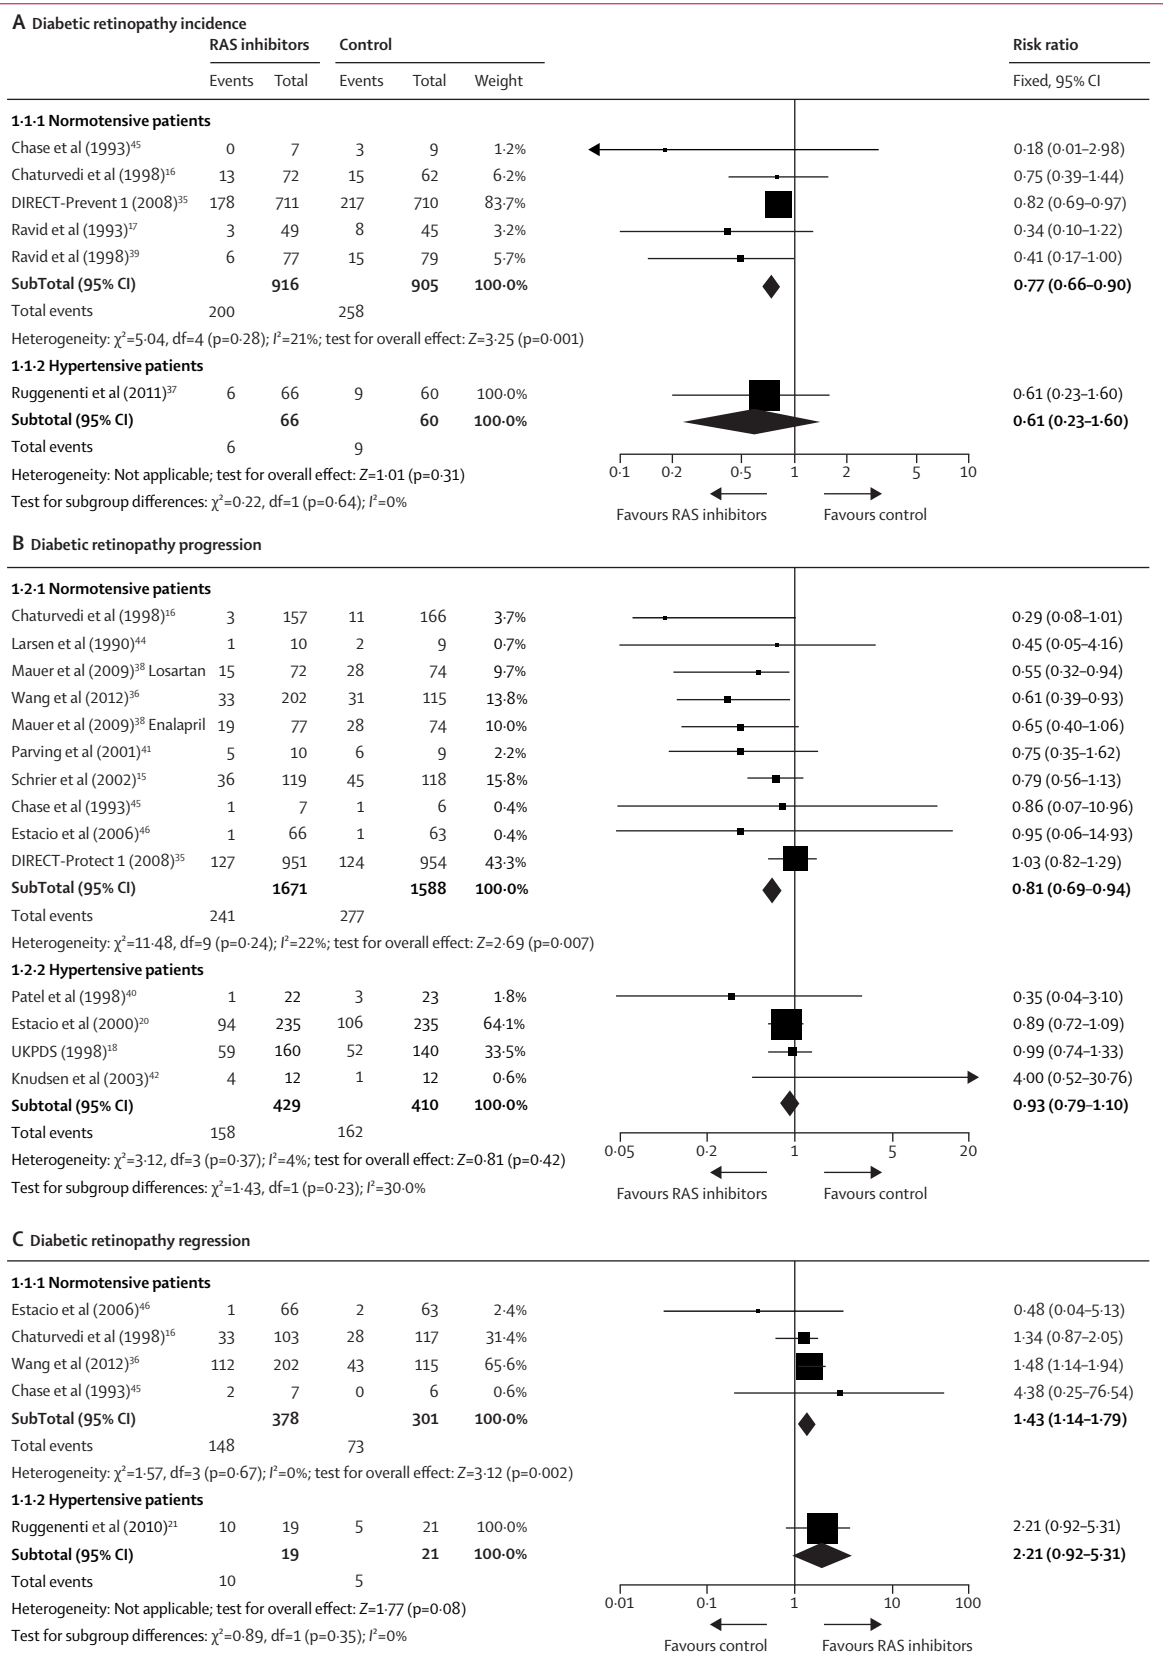 A Diabetic retinopathy incidence
RAS inhibitors Control Risk ratio
Events Total Events Total Weight Fixed, 95% CI
1·1·1 Normotensive patients
Chase et al (1993)⁴⁵ 0 7 3 9 1·2% 0·18 (0·01–2·98)
Chaturvedi et al (1998)¹⁶ 13 72 15 62 6·2% 0·75 (0·39–1·44)
DIRECT-Prevent 1 (2008)³⁵ 178 711 217 710 83·7% 0·82 (0·69–0·97)
Ravid et al (1993)¹⁷ 3 49 8 45 3·2% 0·34 (0·10–1·22)
Ravid et al (1998)³⁹ 6 77 15 79 5·7% 0·41 (0·17–1·00)
SubTotal (95% CI) 916 905 100·0% 0·77 (0·66–0·90)
Total events 200 258
Heterogeneity: χ²=5·04, df=4 (p=0·28); I²=21%; test for overall effect: Z=3·25 (p=0·001)
1·1·2 Hypertensive patients
Ruggenenti et al (2011)³⁷ 6 66 9 60 100·0% 0·61 (0·23–1·60)
Subtotal (95% CI) 66 60 100·0% 0·61 (0·23–1·60)
Total events 6 9
Heterogeneity: Not applicable; test for overall effect: Z=1·01 (p=0·31)
0·1 0·2 0·5 1 2 5 10
Test for subgroup differences: χ²=0·22, df=1 (p=0·64); I²=0%
Favours RAS inhibitors Favours control
B Diabetic retinopathy progression
1·2·1 Normotensive patients
Chaturvedi et al (1998)¹⁶ 3 157 11 166 3·7% 0·29 (0·08–1·01)
Larsen et al (1990)⁴⁴ 1 10 2 9 0·7% 0·45 (0·05–4·16)
Mauer et al (2009)³⁸ Losartan 15 72 28 74 9·7% 0·55 (0·32–0·94)
Wang et al (2012)³⁶ 33 202 31 115 13·8% 0·61 (0·39–0·93)
Mauer et al (2009)³⁸ Enalapril 19 77 28 74 10·0% 0·65 (0·40–1·06)
Parving et al (2001)⁴¹ 5 10 6 9 2·2% 0·75 (0·35–1·62)
Schrier et al (2002)¹⁵ 36 119 45 118 15·8% 0·79 (0·56–1·13)
Chase et al (1993)⁴⁵ 1 7 1 6 0·4% 0·86 (0·07–10·96)
Estacio et al (2006)⁴⁶ 1 66 1 63 0·4% 0·95 (0·06–14·93)
DIRECT-Protect 1 (2008)³⁵ 127 951 124 954 43·3% 1·03 (0·82–1·29)
SubTotal (95% CI) 1671 1588 100·0% 0·81 (0·69–0·94)
Total events 241 277
Heterogeneity: χ²=11·48, df=9 (p=0·24); I²=22%; test for overall effect: Z=2·69 (p=0·007)
1·2·2 Hypertensive patients
Patel et al (1998)⁴⁰ 1 22 3 23 1·8% 0·35 (0·04–3·10)
Estacio et al (2000)²⁰ 94 235 106 235 64·1% 0·89 (0·72–1·09)
UKPDS (1998)¹⁸ 59 160 52 140 33·5% 0·99 (0·74–1·33)
Knudsen et al (2003)⁴² 4 12 1 12 0·6% 4·00 (0·52–30·76)
Subtotal (95% CI) 429 410 100·0% 0·93 (0·79–1·10)
Total events 158 162
0·05 0·2 1 5 20
Heterogeneity: χ²=3·12, df=3 (p=0·37); I²=4%; test for overall effect: Z=0·81 (p=0·42)
Test for subgroup differences: χ²=1·43, df=1 (p=0·23); I²=30·0%
Favours RAS inhibitors Favours control
C Diabetic retinopathy regression
1·1·1 Normotensive patients
Estacio et al (2006)⁴⁶ 1 66 2 63 2·4% 0·48 (0·04–5·13)
Chaturvedi et al (1998)¹⁶ 33 103 28 117 31·4% 1·34 (0·87–2·05)
Wang et al (2012)³⁶ 112 202 43 115 65·6% 1·48 (1·14–1·94)
Chase et al (1993)⁴⁵ 2 7 0 6 0·6% 4·38 (0·25–76·54)
SubTotal (95% CI) 378 301 100·0% 1·43 (1·14–1·79)
Total events 148 73
Heterogeneity: χ²=1·57, df=3 (p=0·67); I²=0%; test for overall effect: Z=3·12 (p=0·002)
1·1·2 Hypertensive patients
Ruggenenti et al (2010)²¹ 10 19 5 21 100·0% 2·21 (0·92–5·31)
Subtotal (95% CI) 19 21 100·0% 2·21 (0·92–5·31)
Total events 10 5
0·01 0·1 1 10 100
Heterogeneity: Not applicable; test for overall effect: Z=1·77 (p=0·08)
Test for subgroup differences: χ²=0·89, df=1 (p=0·35); I²=0%
Favours control Favours RAS inhibitors